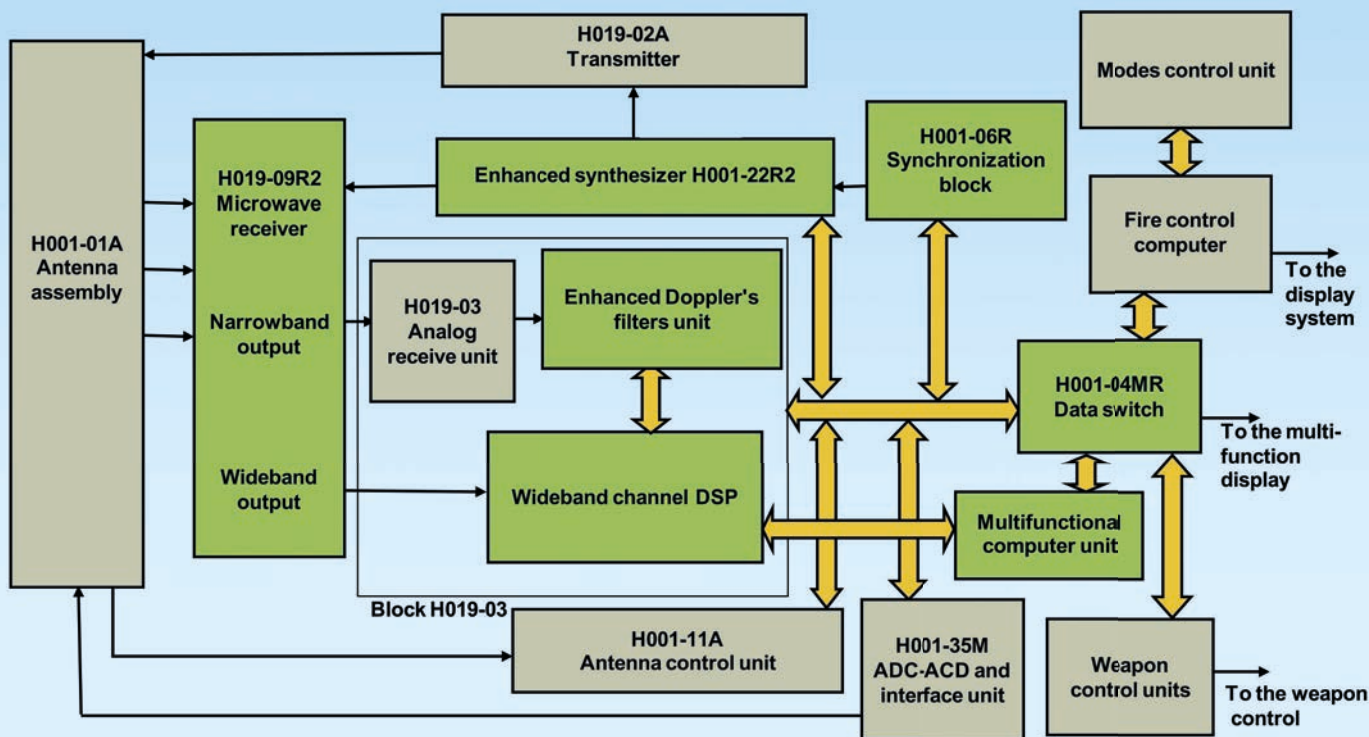 H019-02A
Transmitter
Modes control unit
H001-06R
Synchronization
block
Enhanced synthesizer H001-22R2
H019-09R2
Microwave
receiver
Fire control
computer
H001-01A
Antenna
assembly
To the
display
system
Enhanced Doppler's
filters unit
H019-03
Analog
receive unit
Narrowband
output
H001-04MR
Data switch
To the multi-
function
display
Wideband
output
Wideband channel DSP
Multifunctional
computer unit
Block H019-03
H001-11A
Antenna control unit
H001-35M
ADC-ACD and
interface unit
Weapon
control units
To the weapon
control